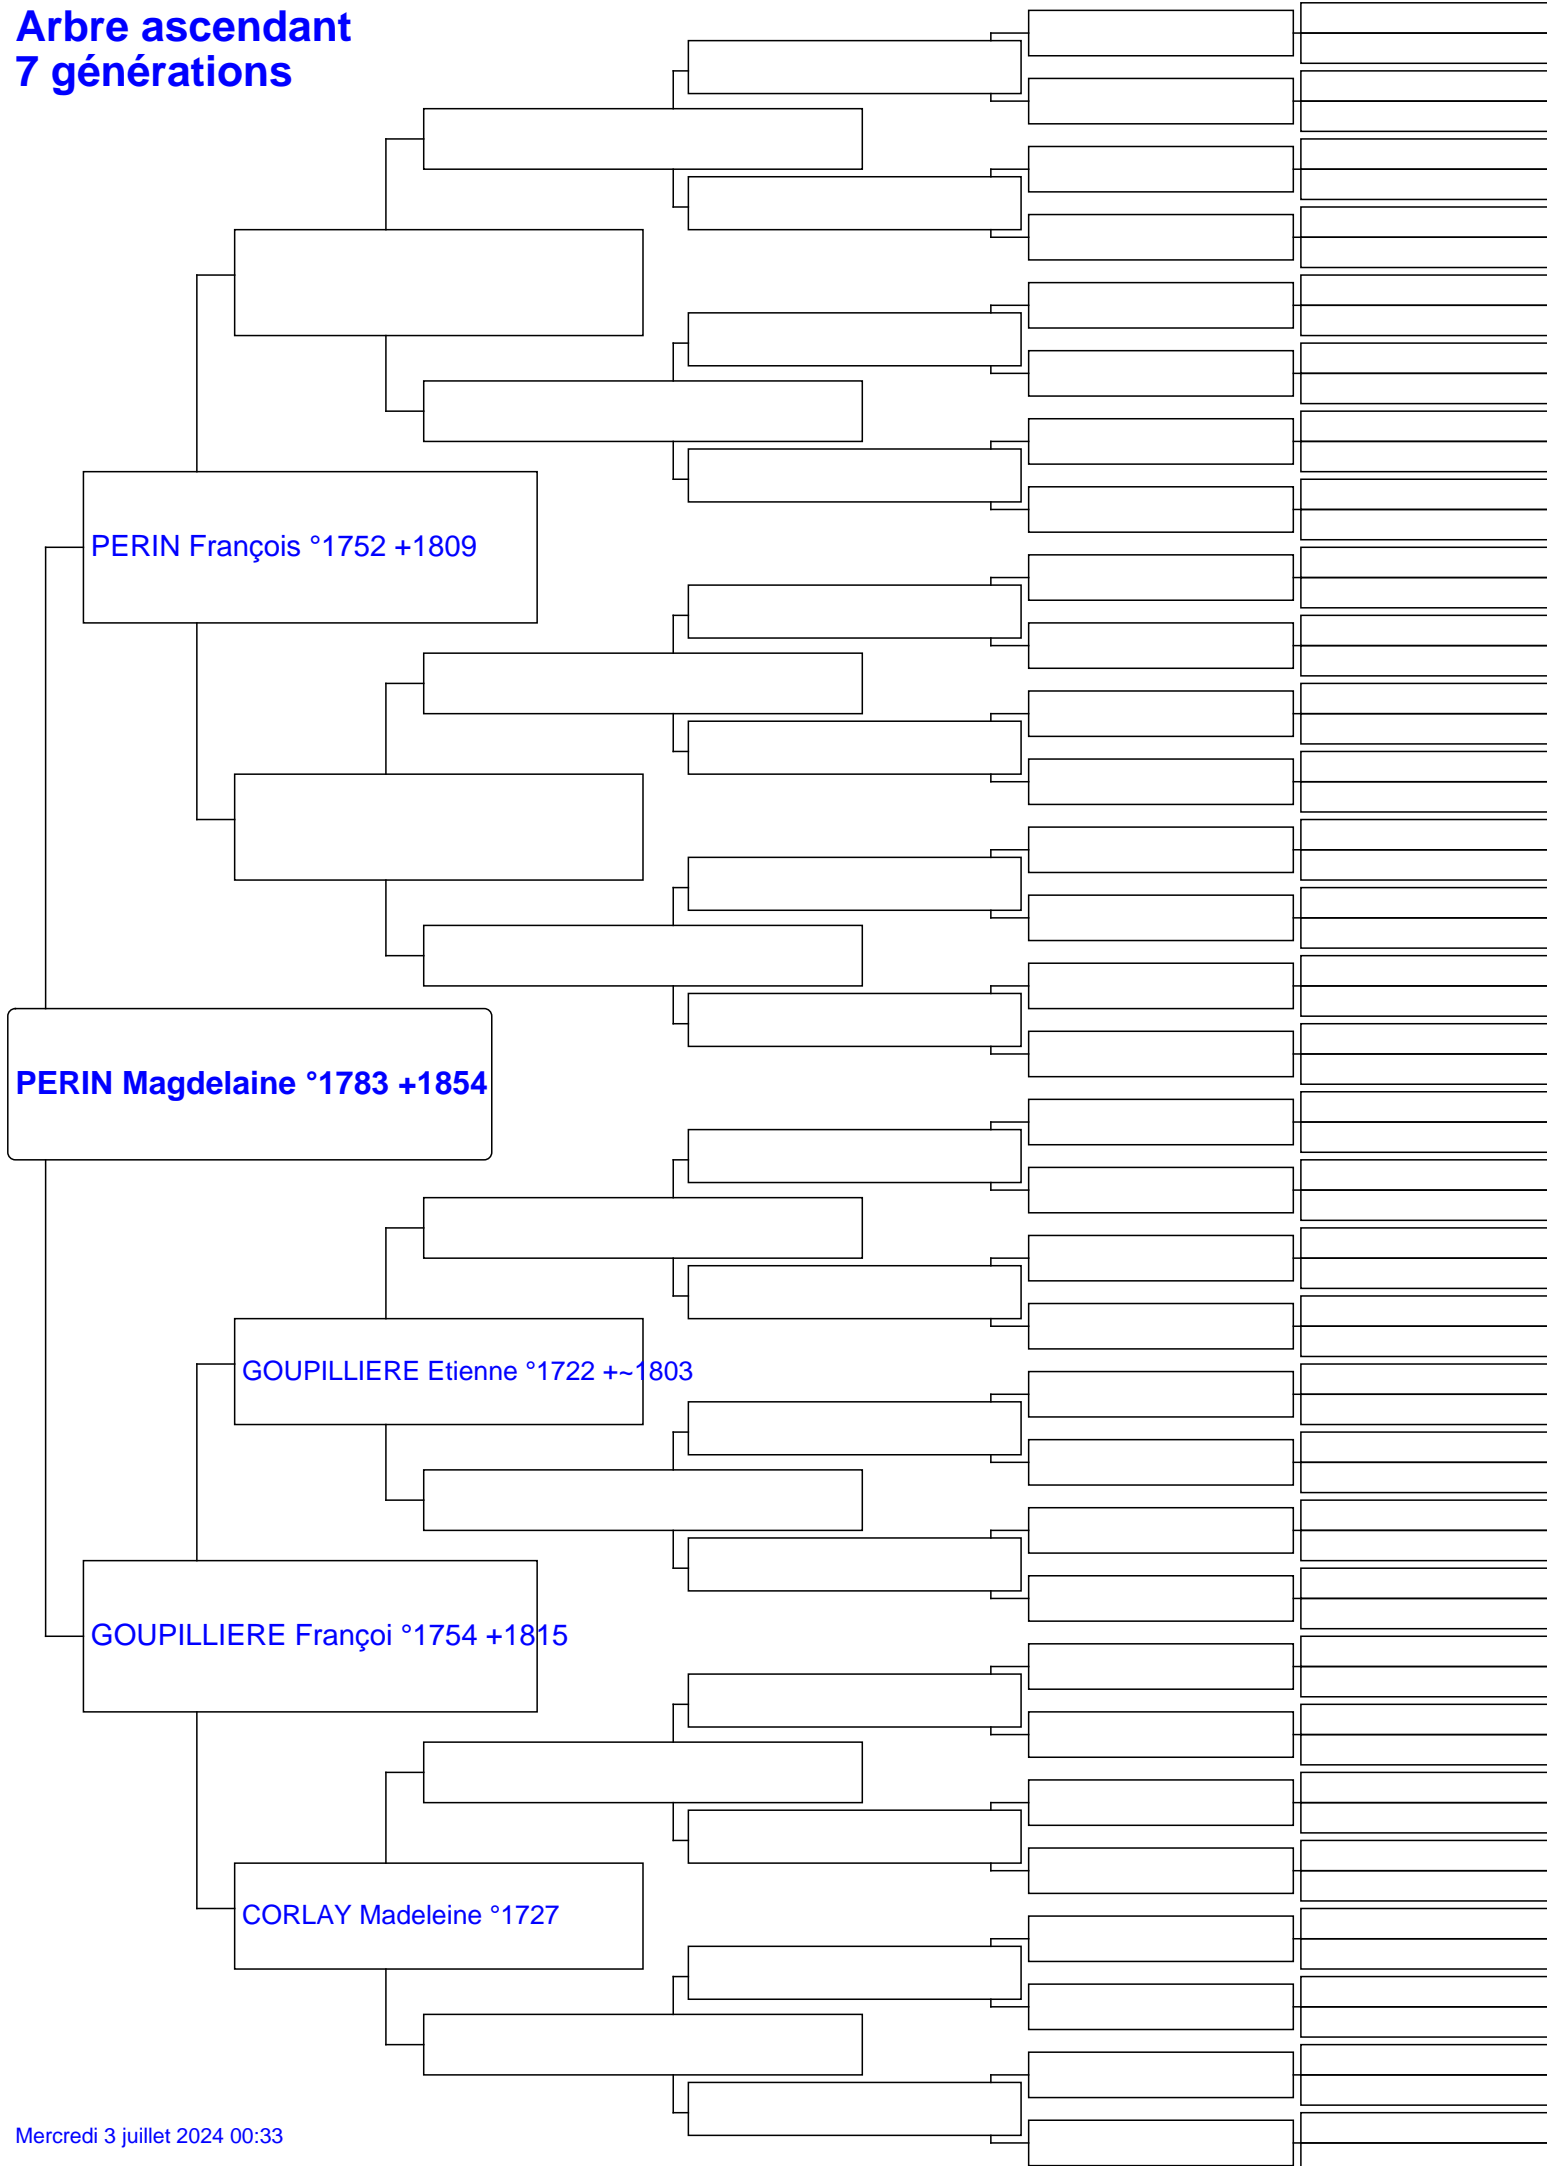 Arbre ascendant
7 générations
PERIN François °1752 +1809
PERIN Magdelaine °1783 +1854
GOUPILLIERE Etienne °1722 +~1803
GOUPILLIERE Françoi °1754 +1815
CORLAY Madeleine °1727
Mercredi 3 juillet 2024 00:33